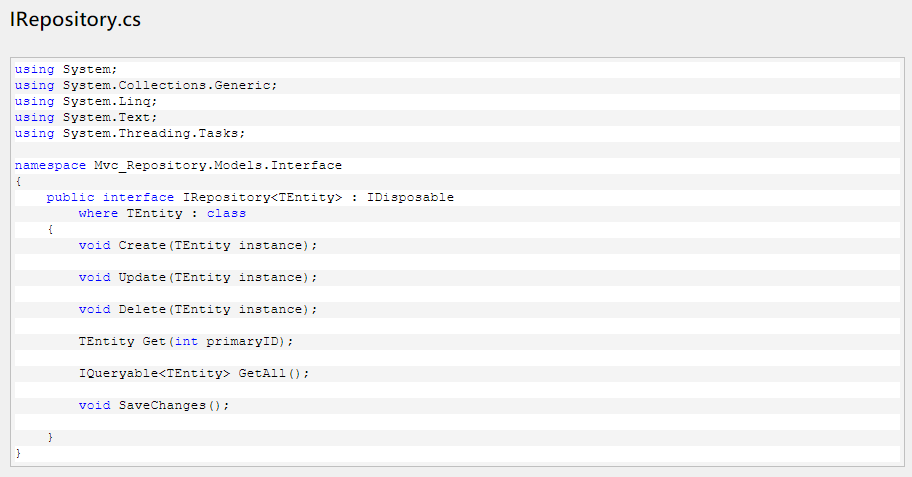 IRepository.cs
using System;
using System.Collections.Generic;
using System.Linq;
using System.Text;
using System.Threading.Tasks;
namespace Mvc_Repository.Models.Interface
{
    public interface IRepository<TEntity> : IDisposable
        where TEntity : class
    {
        void Create(TEntity instance);
        void Update(TEntity instance);
        void Delete(TEntity instance);
        TEntity Get(int primaryID);
        IQueryable<TEntity> GetAll();
        void SaveChanges();
    }
}